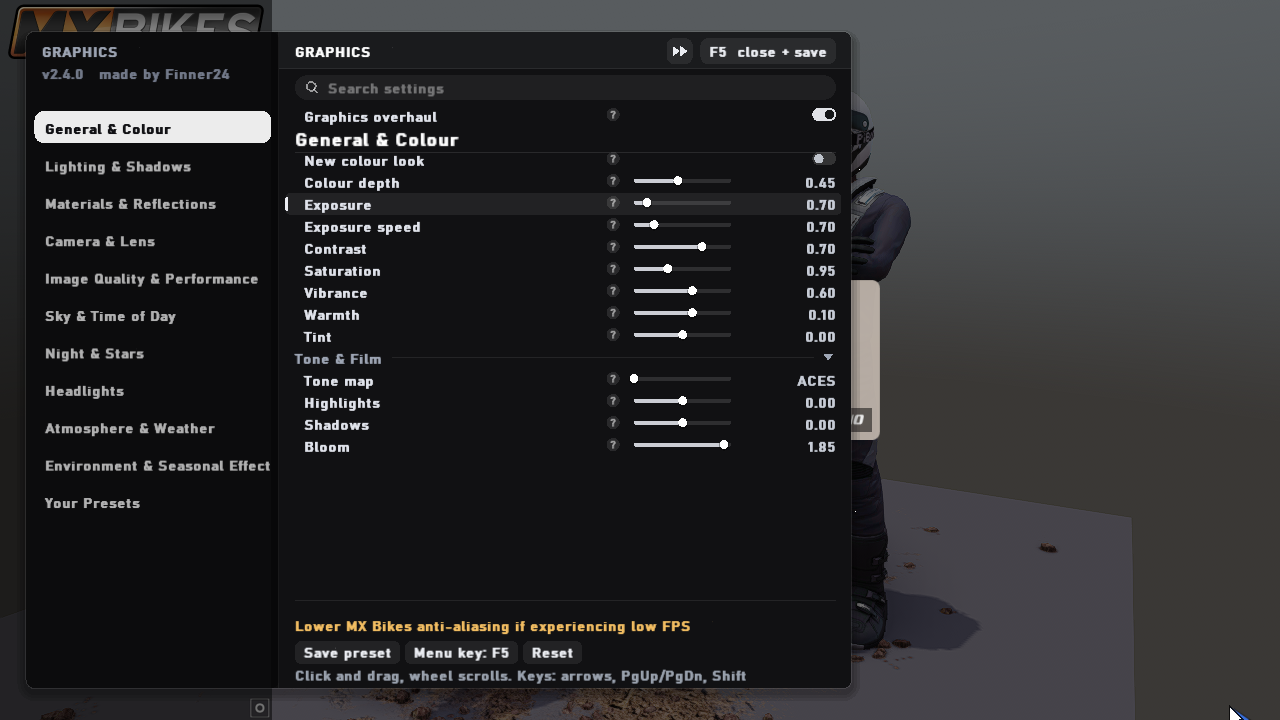 MX BIKES
GRAPHICS
v2.4.0 made by Finner24
General & Colour
Lighting & Shadows
Materials & Reflections
Camera & Lens
Image Quality & Performance
Sky & Time of Day
Night & Stars
Headlights
Atmosphere & Weather
Environment & Seasonal Effect
Your Presets
GRAPHICS
F5 close + save
Search settings
Graphics overhaul ?
General & Colour
New colour look ?
Colour depth ? 0.45
Exposure ? 0.70
Exposure speed ? 0.70
Contrast ? 0.70
Saturation ? 0.95
Vibrance ? 0.60
Warmth ? 0.10
Tint ? 0.00
Tone & Film
Tone map ? ACES
Highlights ? 0.00
Shadows ? 0.00
Bloom ? 1.85
Lower MX Bikes anti-aliasing if experiencing low FPS
Save preset Menu key: F5 Reset
Click and drag, wheel scrolls. Keys: arrows, PgUp/PgDn, Shift